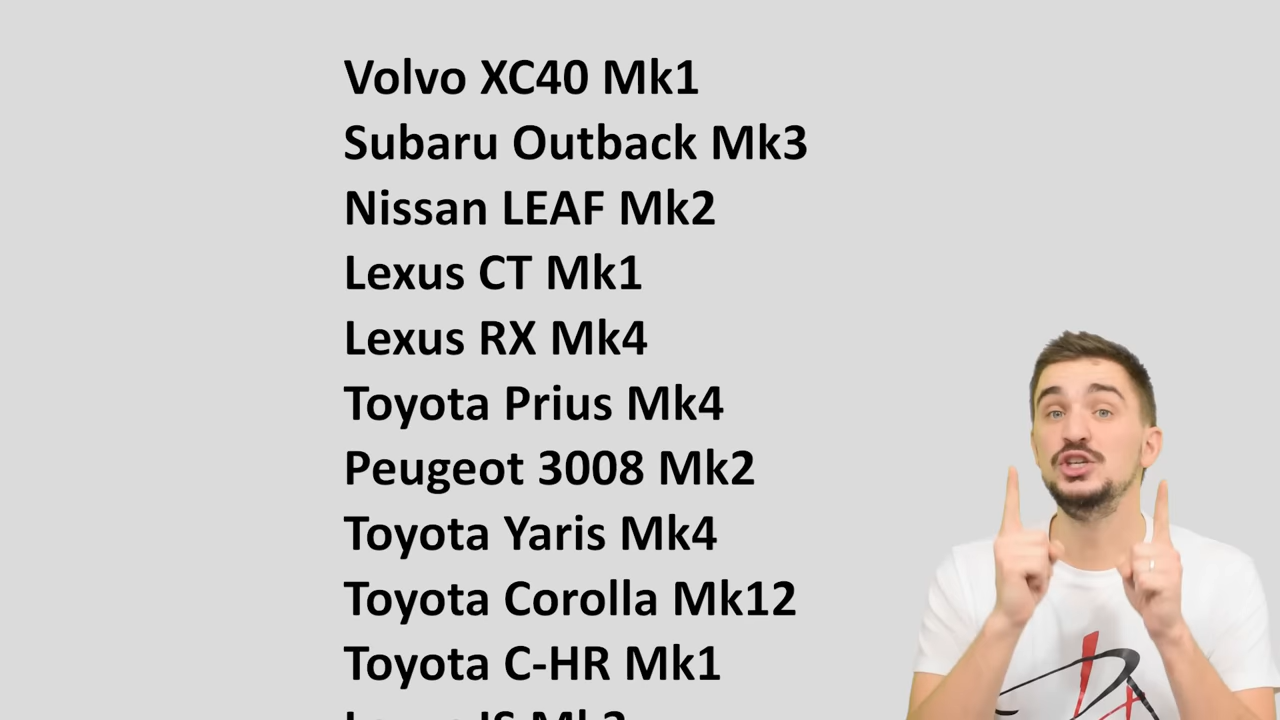 Volvo XC40 Mk1
Subaru Outback Mk3
Nissan LEAF Mk2
Lexus CT Mk1
Lexus RX Mk4
Toyota Prius Mk4
Peugeot 3008 Mk2
Toyota Yaris Mk4
Toyota Corolla Mk12
Toyota C-HR Mk1